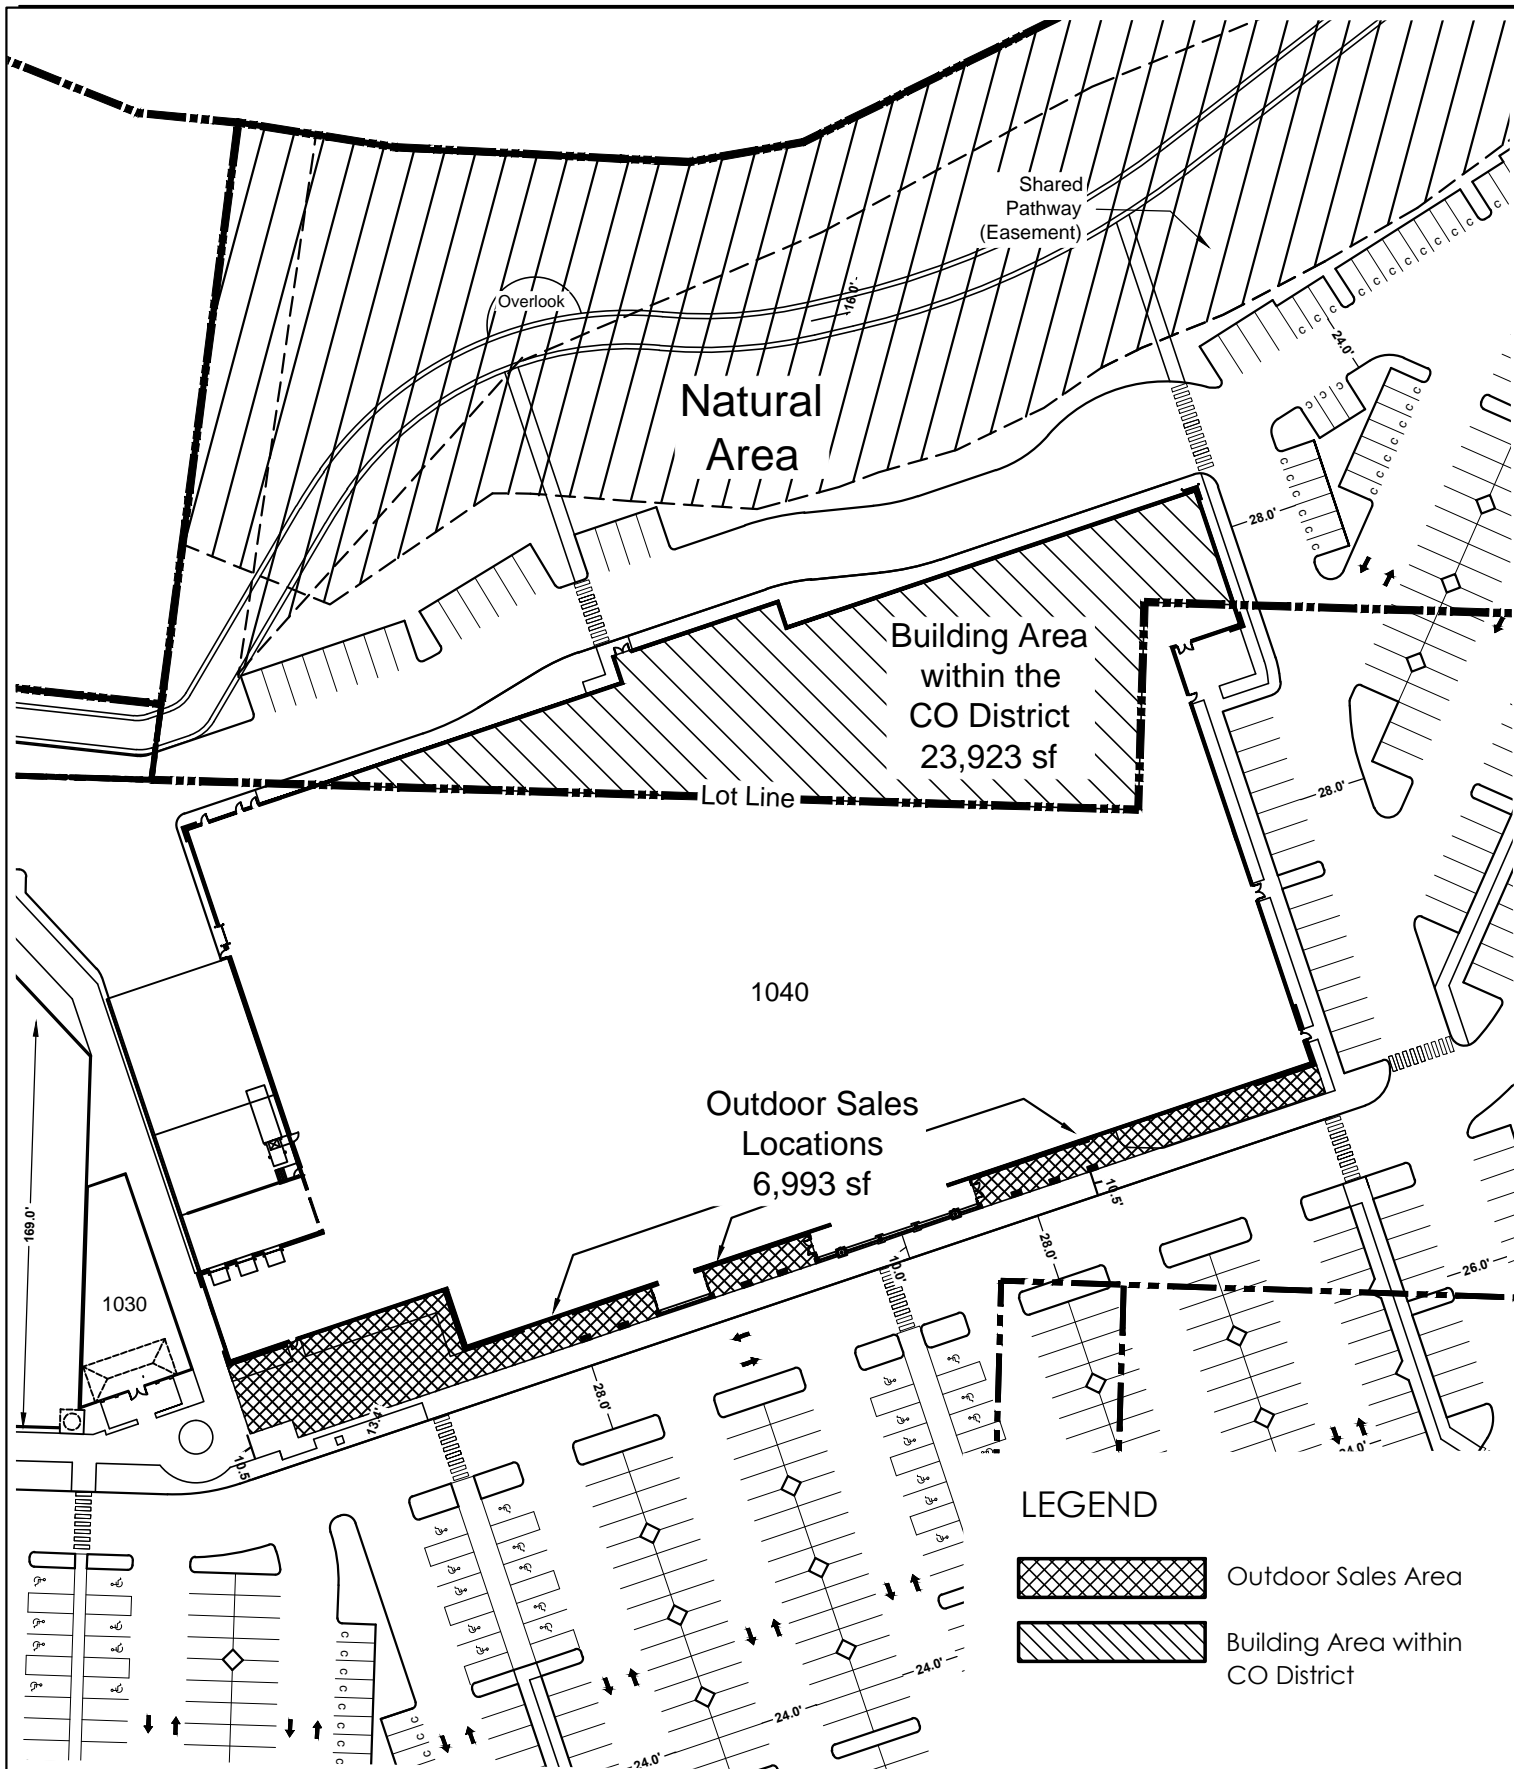 Shared
Pathway
(Easement)
Overlook
16.0'
24.0'
Natural
Area
28.0'
Building Area
within the
CO District
23,923 sf
28.0'
Lot Line
1040
Outdoor Sales
Locations
6,993 sf
169.0'
10.5'
28.0'
10.0'
26.0'
1030
28.0'
13.4'
10.5'
24.0'
LEGEND
Outdoor Sales Area
Building Area within
CO District
24.0'
24.0'
24.0'